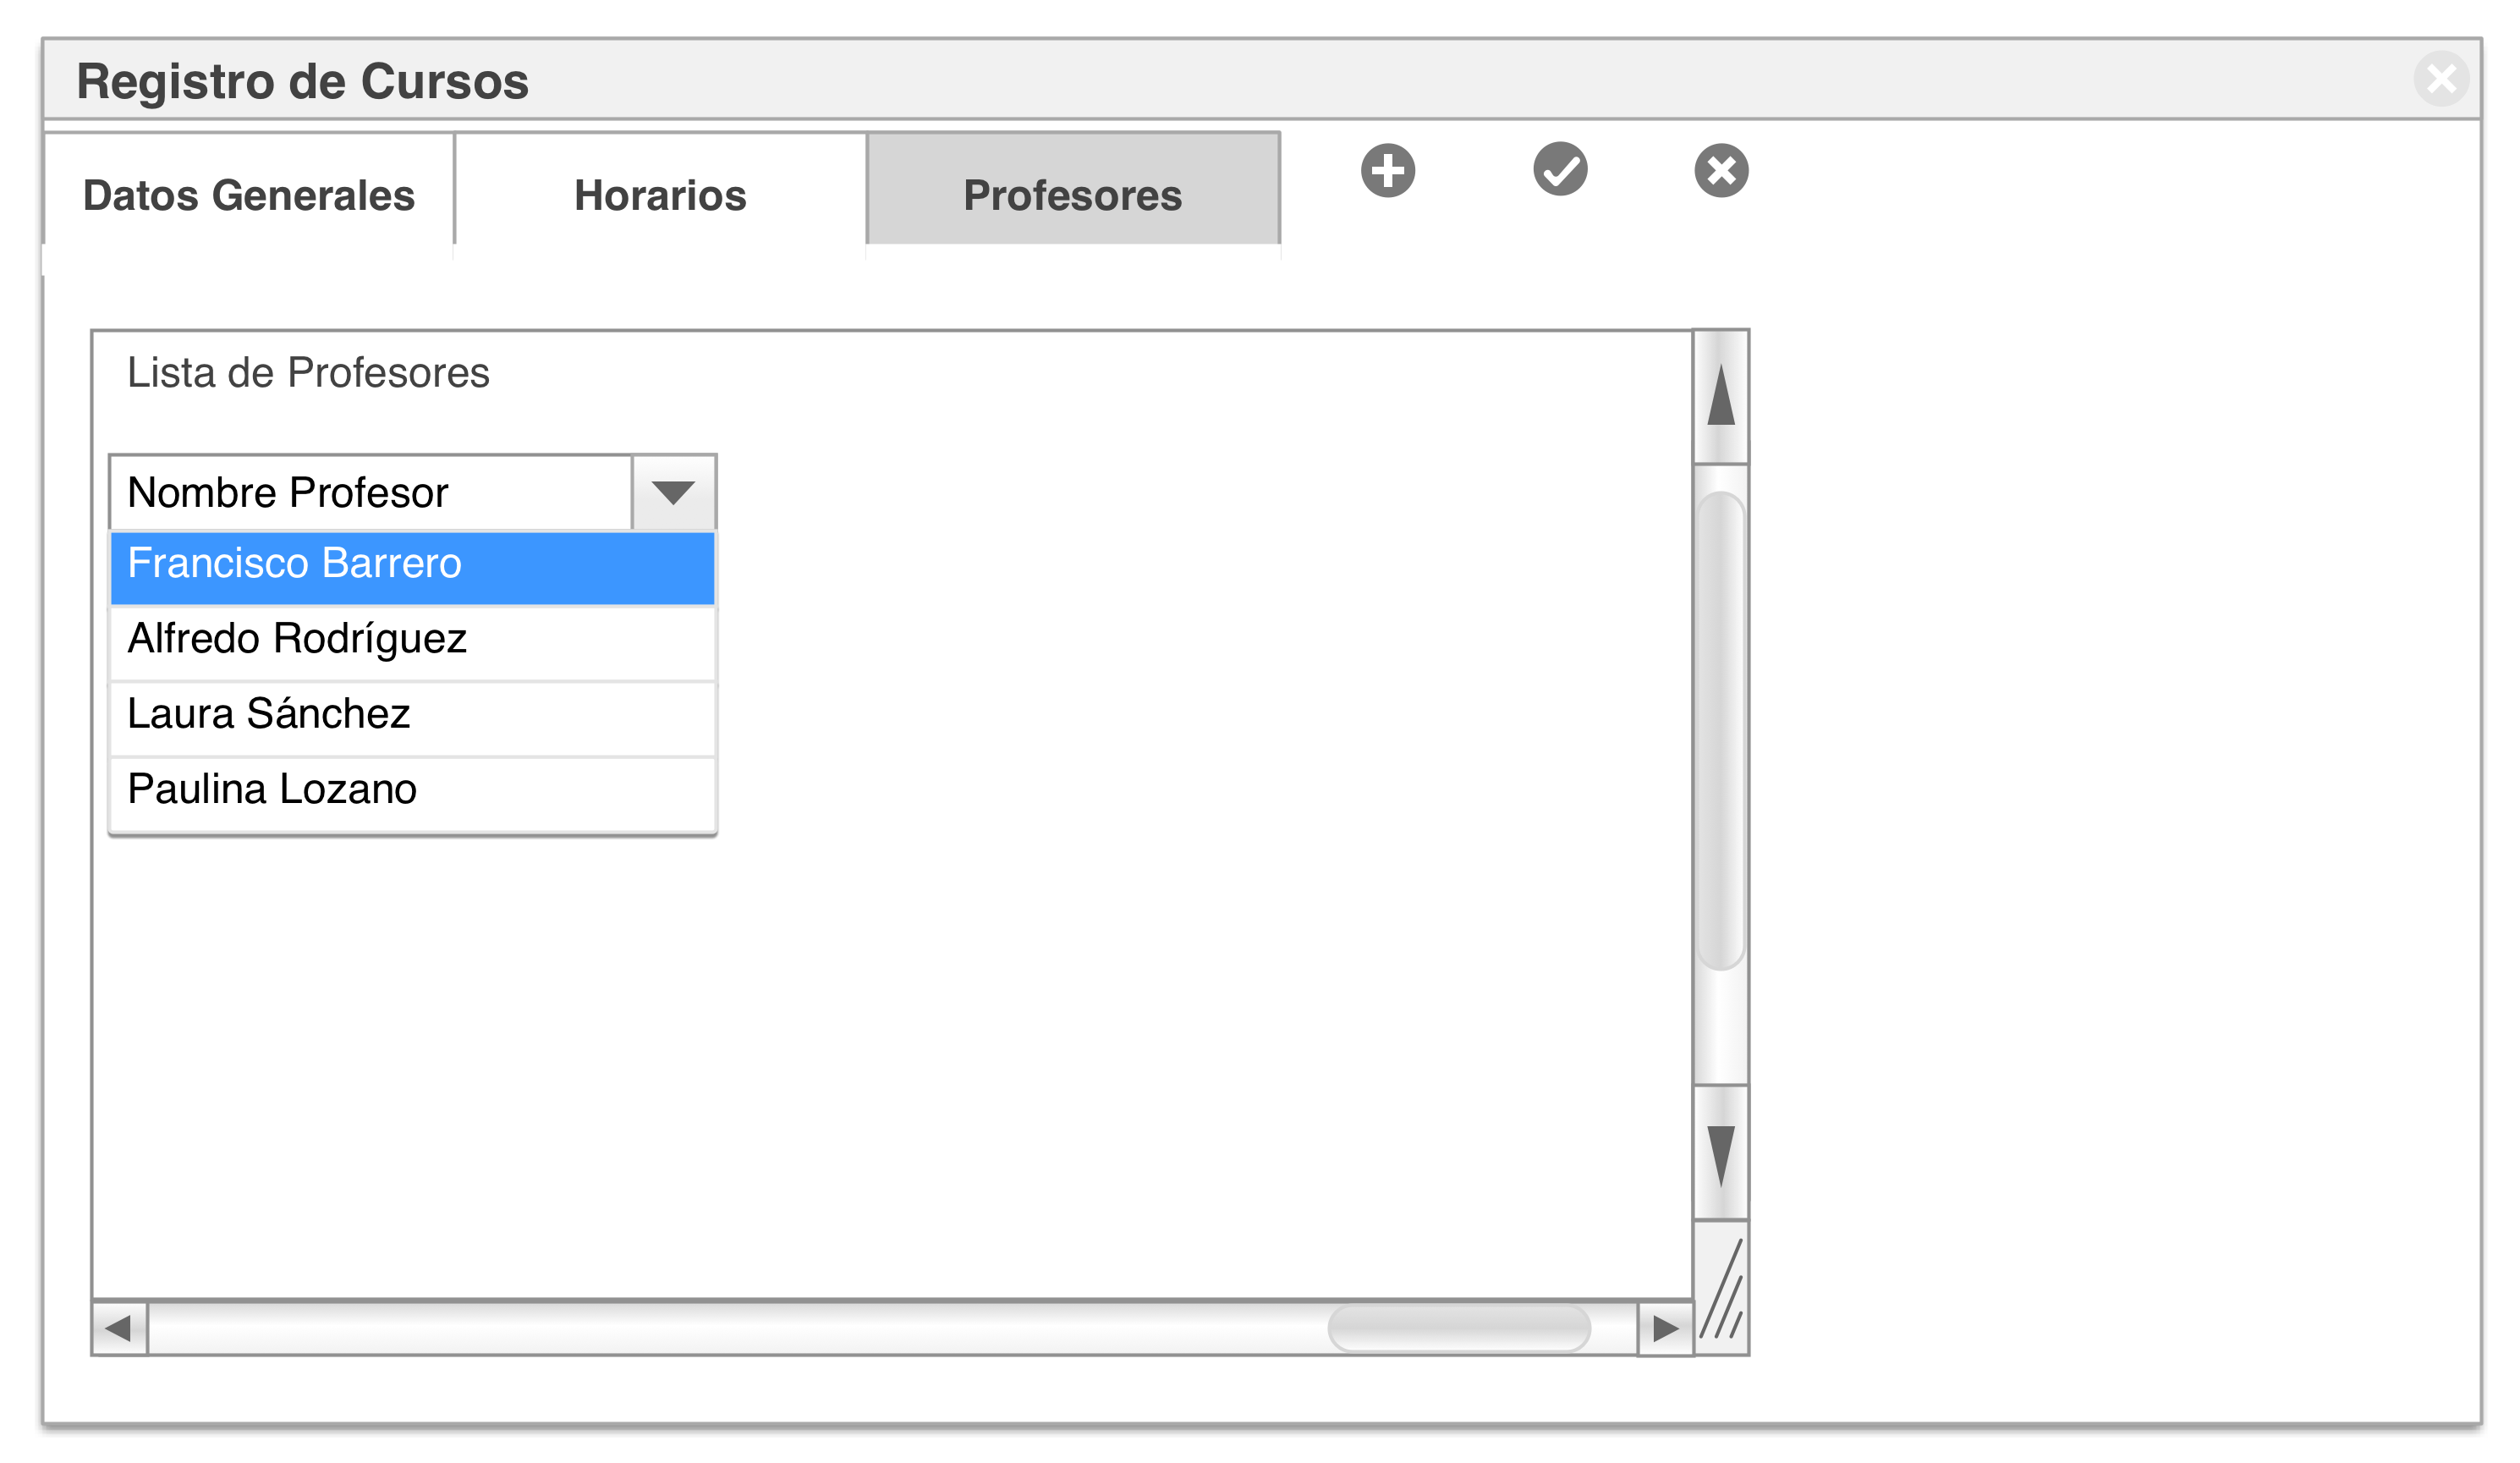 Registro de Cursos
Datos Generales
Horarios
Profesores
Lista de Profesores
Nombre Profesor
Francisco Barrero
Alfredo Rodríguez
Laura Sánchez
Paulina Lozano